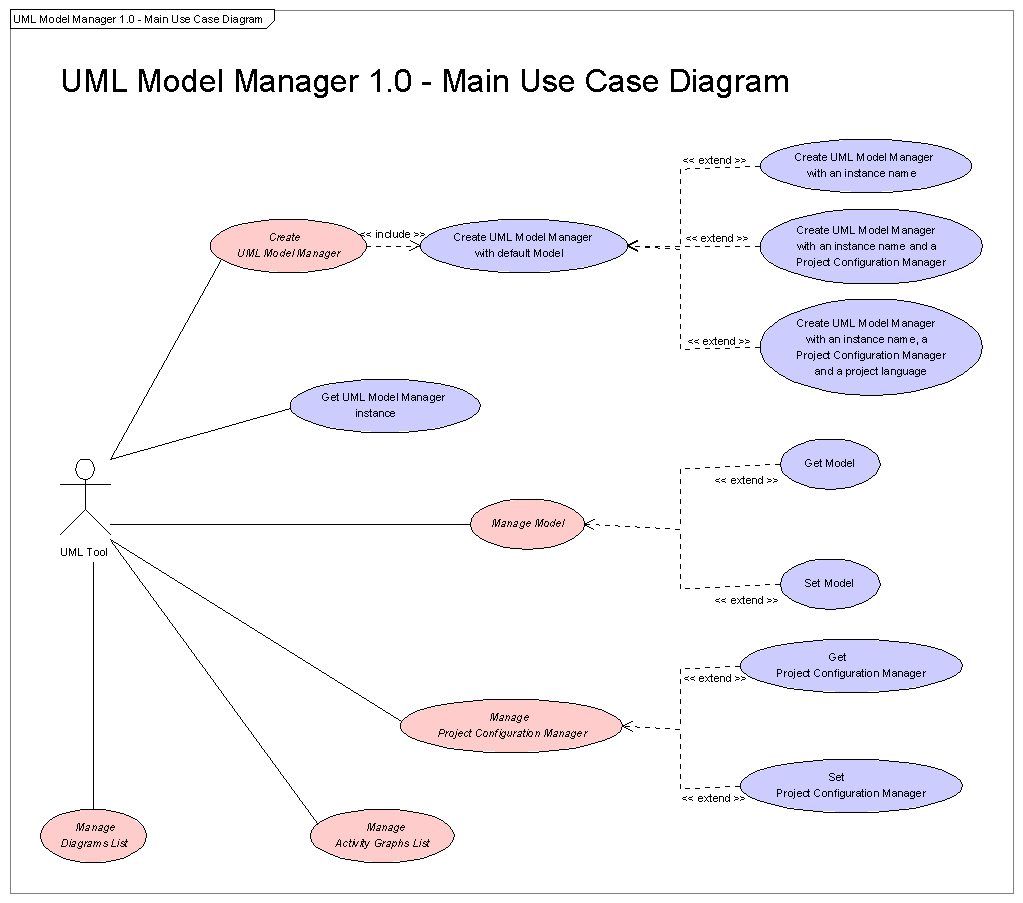 UML Model Manager 1.0 - Main Use Case Diagram
UML Model Manager 1.0 - Main Use Case Diagram
<< extend >>
Create UML Model Manager
with an instance name
Create
UML Model Manager
<< include >>
Create UML Model Manager
with default Model
<< extend >>
Create UML Model Manager
with an instance name and a
Project Configuration Manager
<< extend >>
Create UML Model Manager
with an instance name, a
Project Configuration Manager
and a project language
Get UML Model Manager
instance
Get Model
<< extend >>
Manage Model
UML Tool
Set Model
<< extend >>
Get
Project Configuration Manager
<< extend >>
Manage
Project Configuration Manager
Set
Project Configuration Manager
<< extend >>
Manage
Diagrams List
Manage
Activity Graphs List